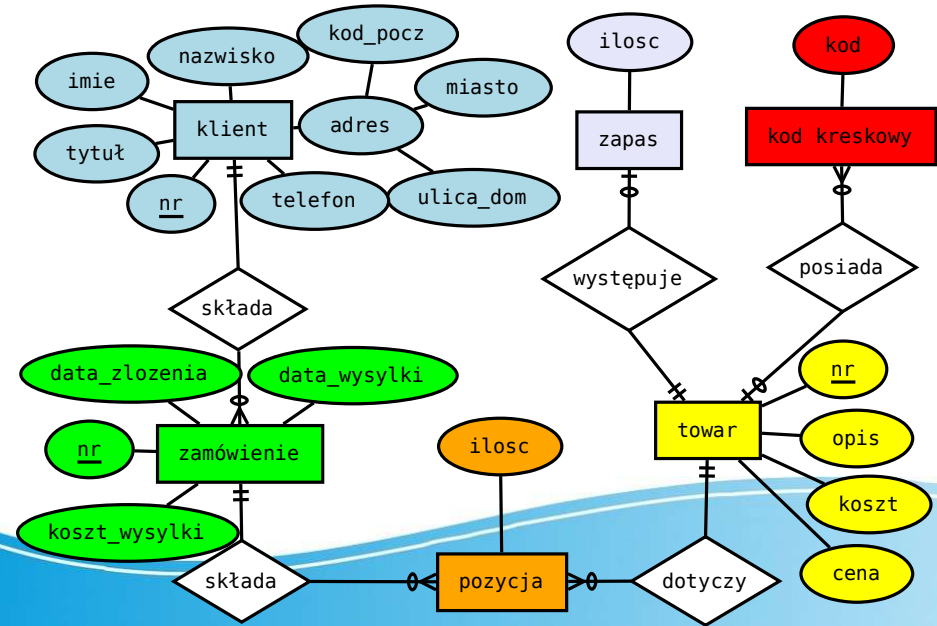 kod_pocz
ilosc
kod
nazwisko
imie
miasto
klient
adres
zapas
kod kreskowy
tytuł
nr
telefon
ulica_dom
występuje
posiada
składa
data_zlozenia
data_wysylki
nr
towar
opis
nr
zamówienie
ilosc
koszt
koszt_wysylki
cena
składa
pozycja
dotyczy